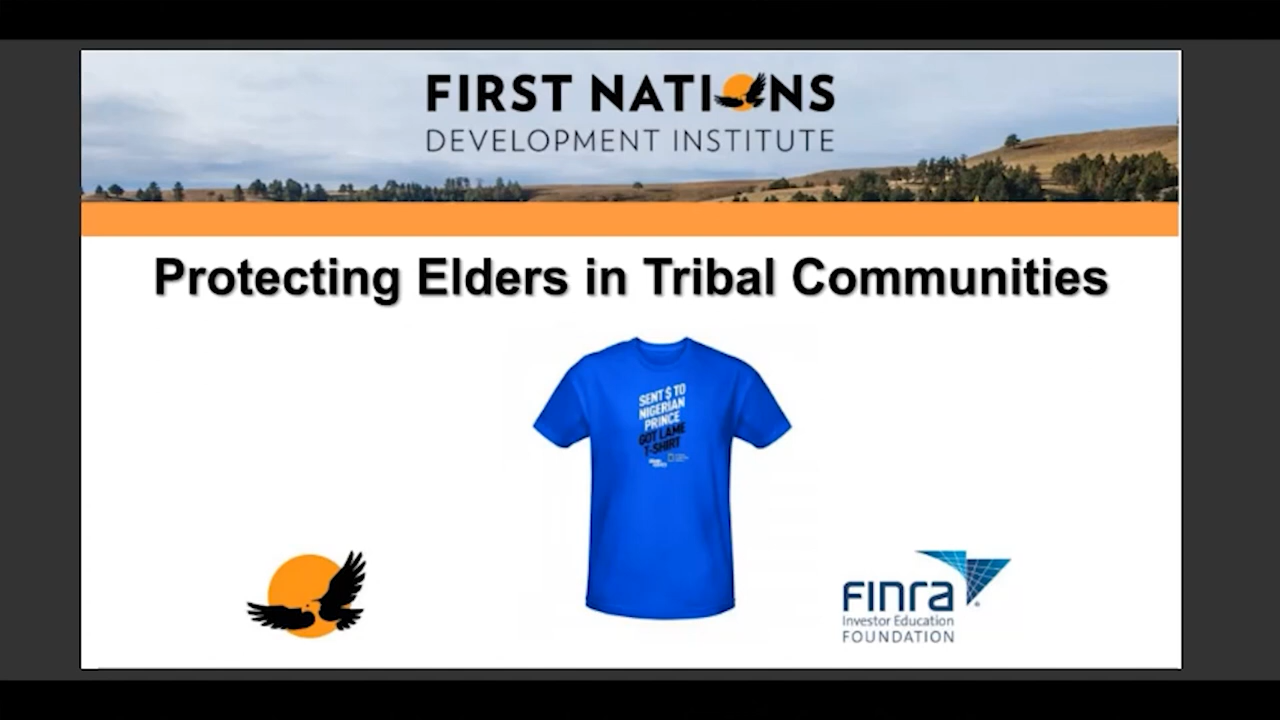 FIRST NATIONS
DEVELOPMENT INSTITUTE
Protecting Elders in Tribal Communities
SENT $ TO
NIGERIAN
PRINCE
GOT LAME
T-SHIRT
FINRA
Investor Education
FOUNDATION